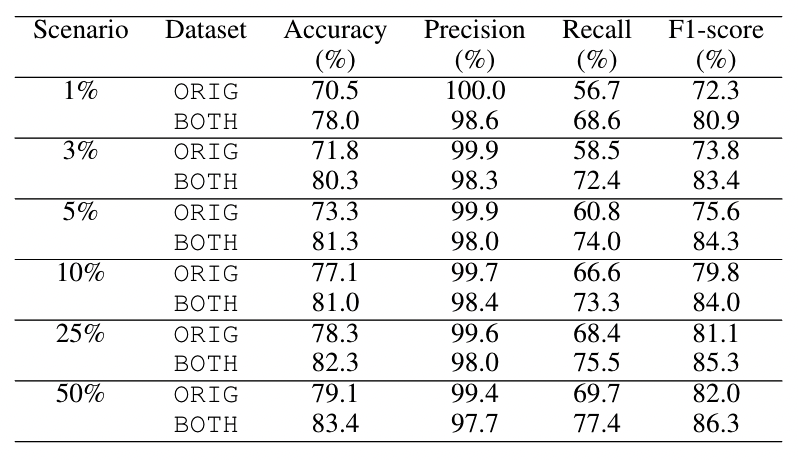 Scenario Dataset Accuracy Precision Recall F1-score
(%) (%) (%) (%)
1% ORIG 70.5 100.0 56.7 72.3
BOTH 78.0 98.6 68.6 80.9
3% ORIG 71.8 99.9 58.5 73.8
BOTH 80.3 98.3 72.4 83.4
5% ORIG 73.3 99.9 60.8 75.6
BOTH 81.3 98.0 74.0 84.3
10% ORIG 77.1 99.7 66.6 79.8
BOTH 81.0 98.4 73.3 84.0
25% ORIG 78.3 99.6 68.4 81.1
BOTH 82.3 98.0 75.5 85.3
50% ORIG 79.1 99.4 69.7 82.0
BOTH 83.4 97.7 77.4 86.3